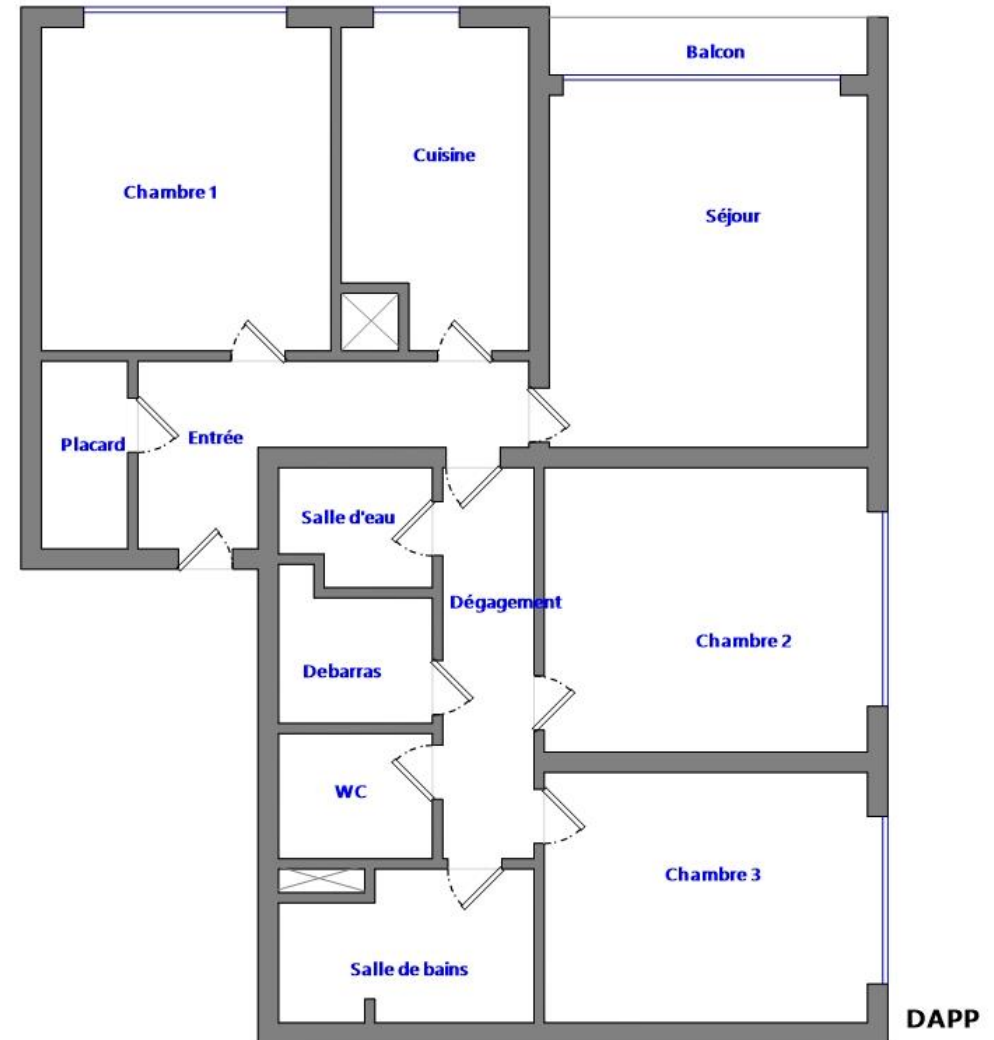 Balcon
Cuisine
Chambre 1
Séjour
Placard
Entrée
Salle d'eau
Dégagement
Chambre 2
Debarras
WC
Chambre 3
Salle de bains
DAPP